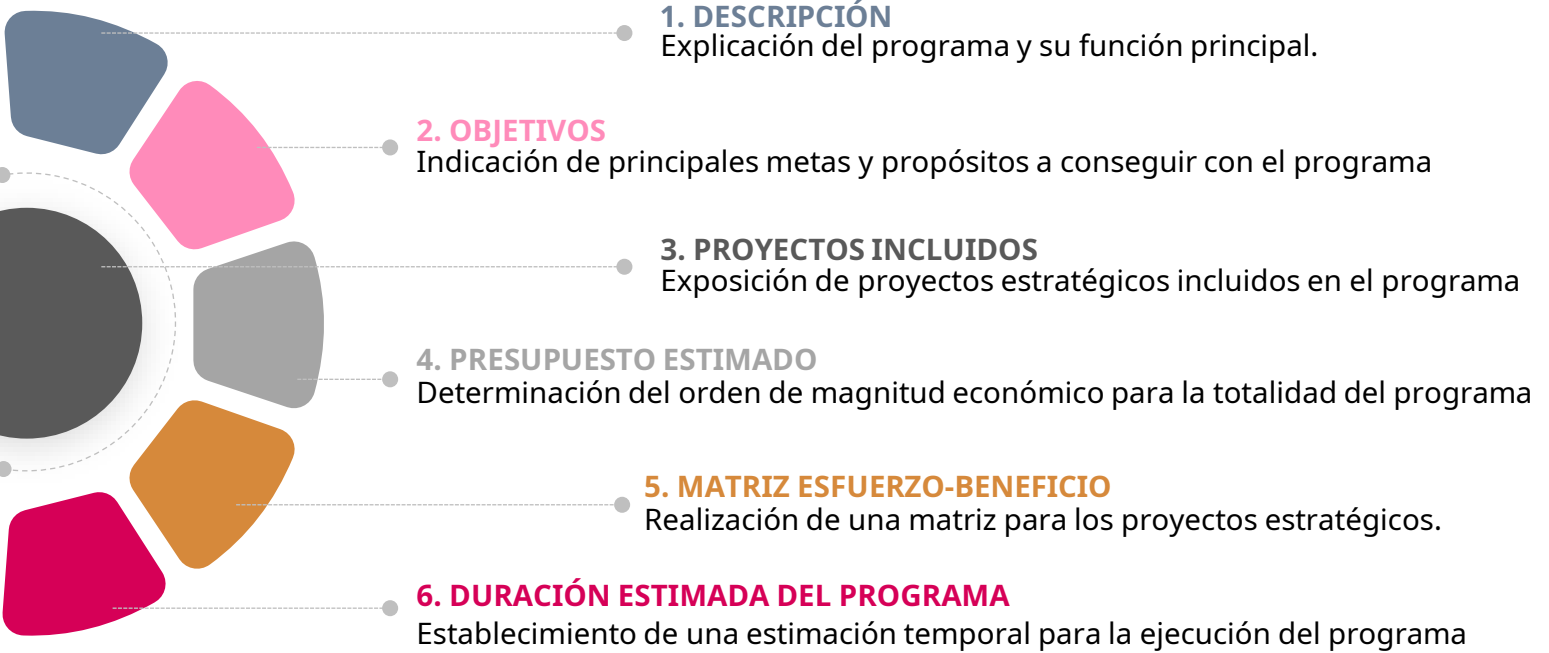 1. DESCRIPCIÓN
Explicación del programa y su función principal.
2. OBJETIVOS
Indicación de principales metas y propósitos a conseguir con el programa
3. PROYECTOS INCLUIDOS
Exposición de proyectos estratégicos incluidos en el programa
4. PRESUPUESTO ESTIMADO
Determinación del orden de magnitud económico para la totalidad del programa
5. MATRIZ ESFUERZO-BENEFICIO
Realización de una matriz para los proyectos estratégicos.
6. DURACIÓN ESTIMADA DEL PROGRAMA
Establecimiento de una estimación temporal para la ejecución del programa